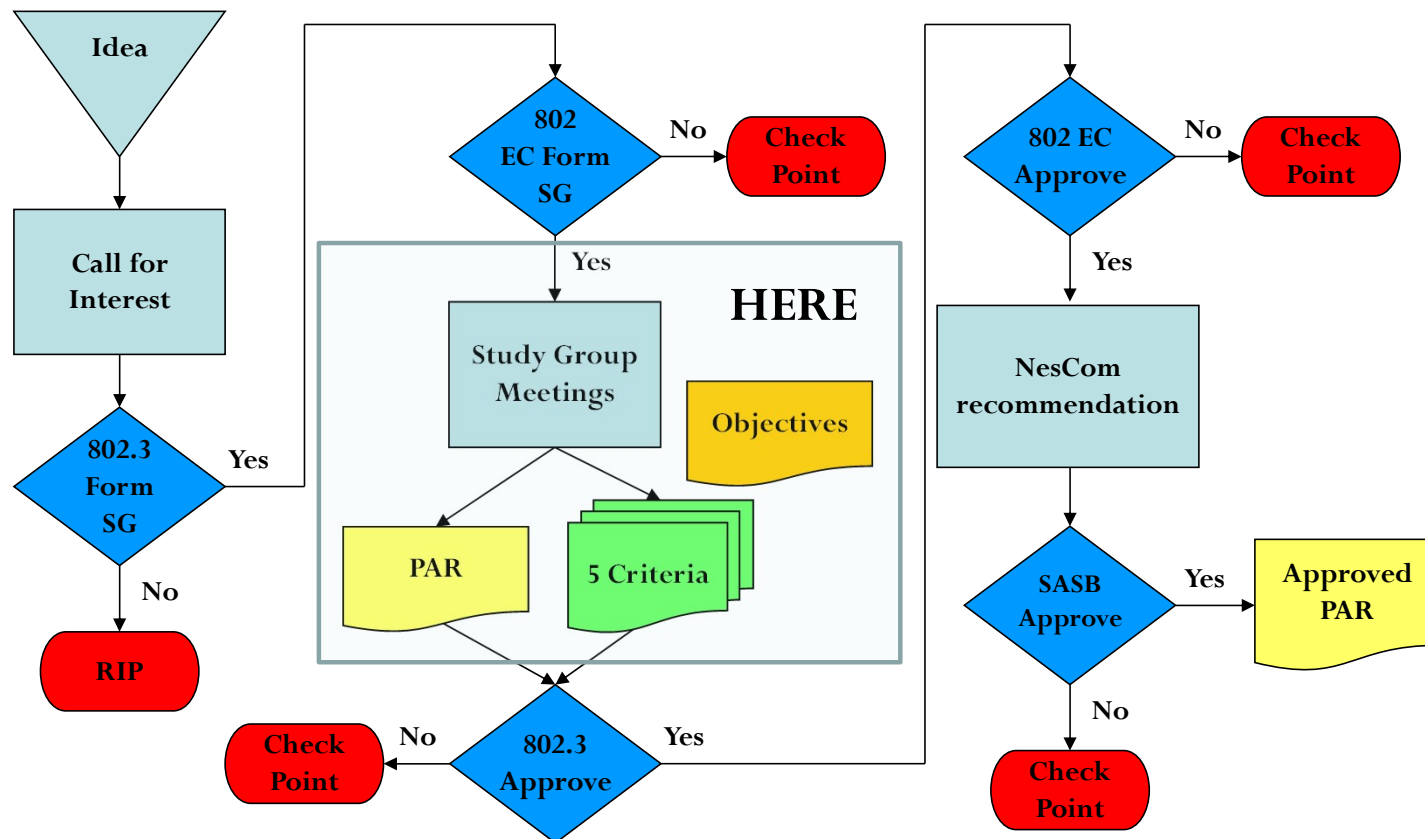 Idea
Call for
Interest
802.3
Form
SG
Yes
No
RIP
802
EC Form
SG
No
Check
Point
Yes
HERE
Study Group
Meetings
Objectives
PAR
5 Criteria
802.3
Approve
No
Check
Point
Yes
802 EC
Approve
No
Check
Point
Yes
NesCom
recommendation
SASB
Approve
Yes
Approved
PAR
No
Check
Point